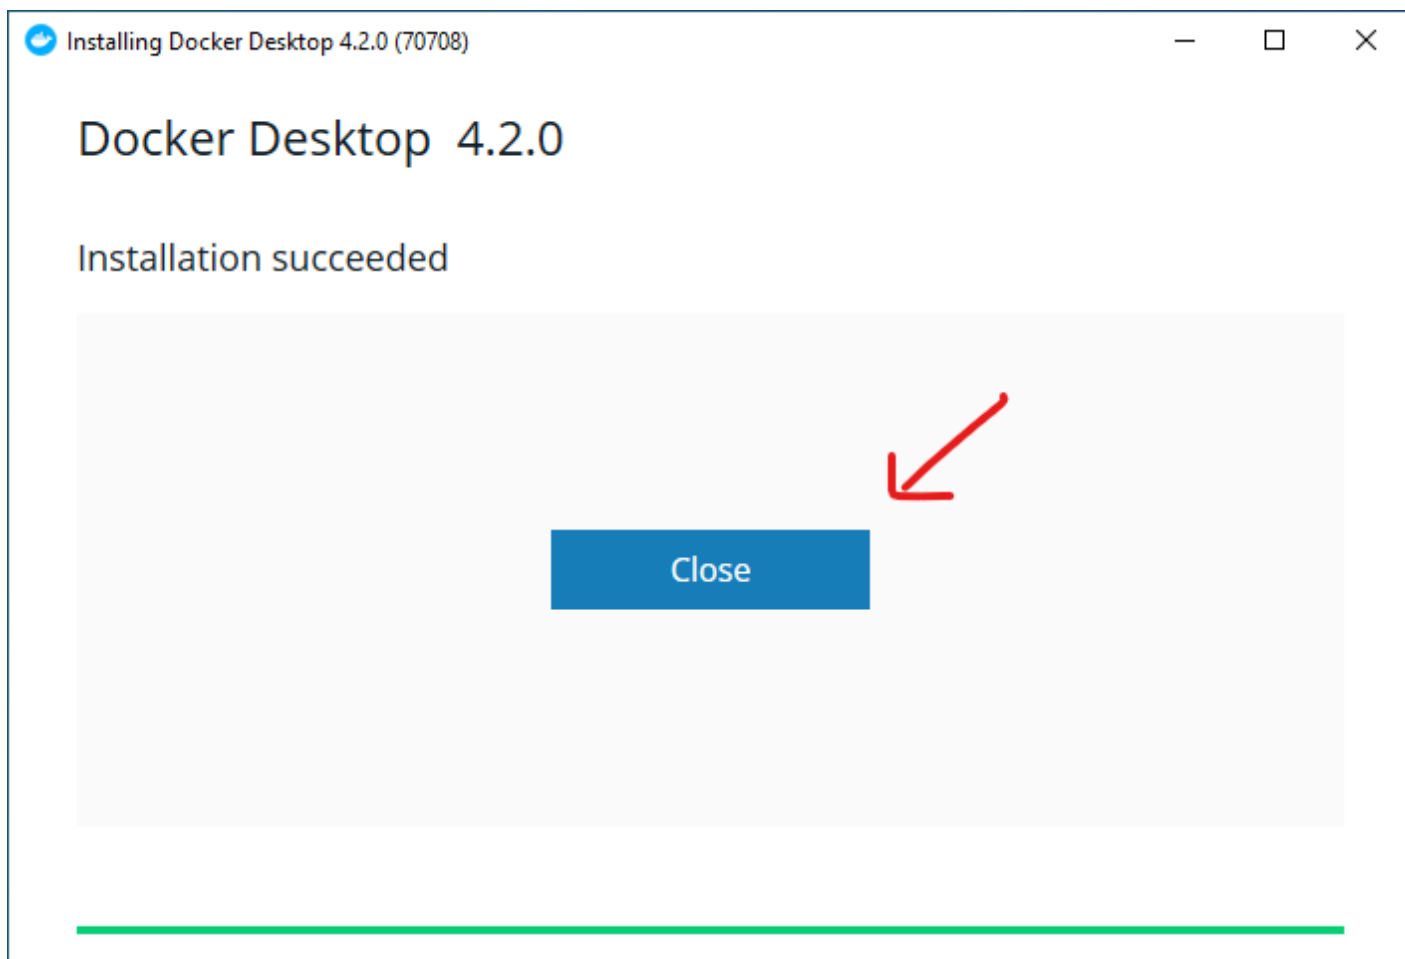 Installing Docker Desktop 4.2.0 (70708)
Docker Desktop 4.2.0
Installation succeeded
Close